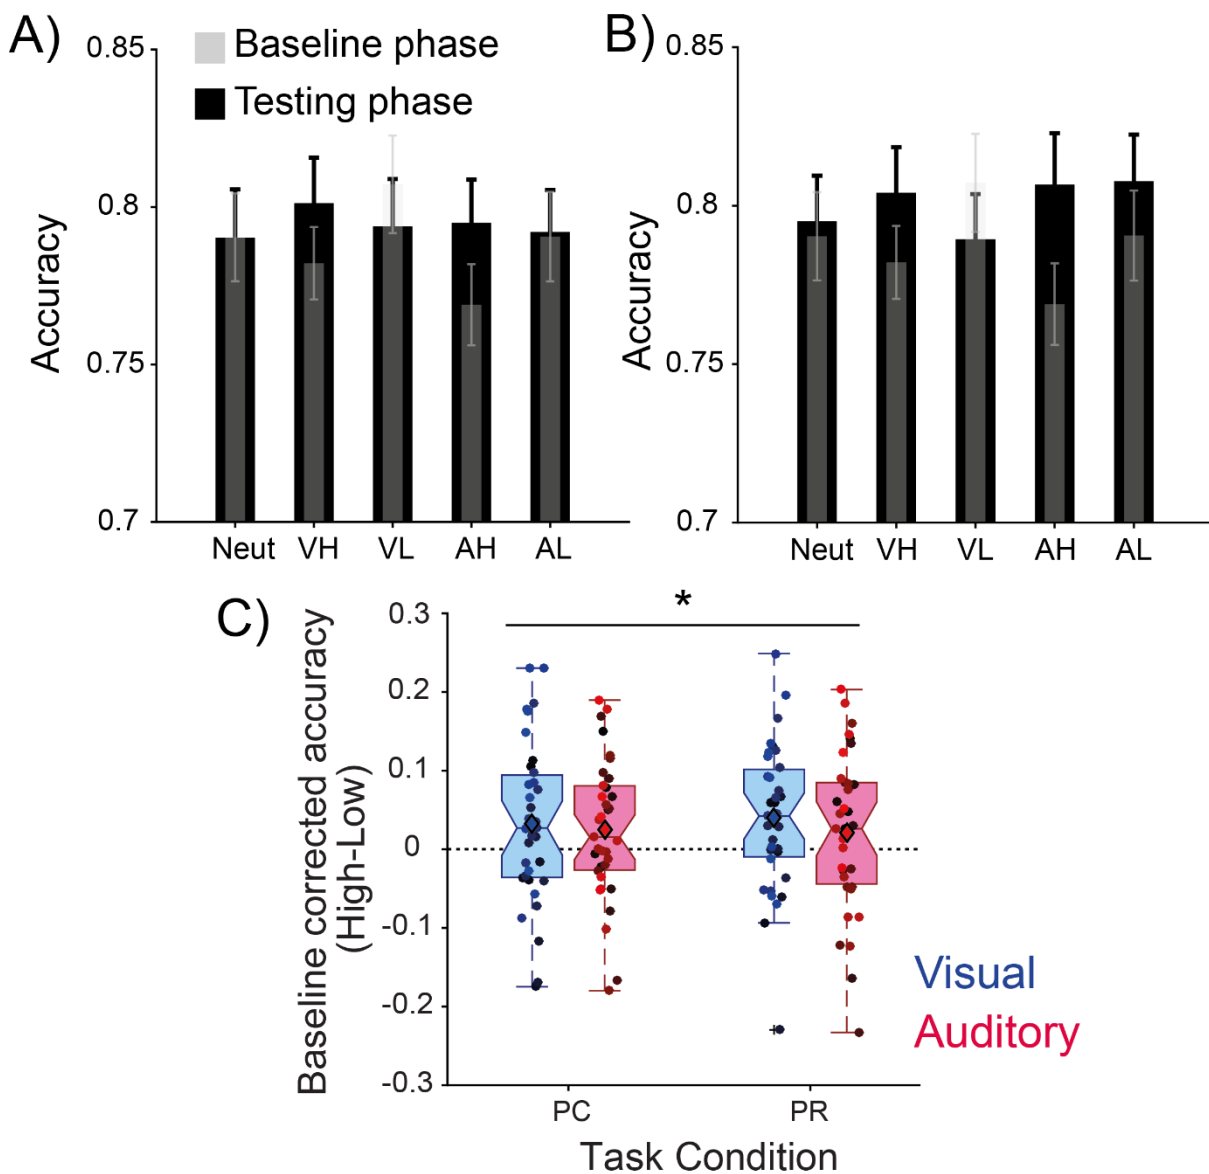 A)
Baseline phase
Testing phase
Accuracy
0.85
0.8
0.75
0.7
Neut VH VL AH AL
B)
Accuracy
0.85
0.8
0.75
0.7
Neut VH VL AH AL
C)
Baseline corrected accuracy
(High-Low)
0.3
0.2
0.1
0
-0.1
-0.2
-0.3
*
Visual
Auditory
PC PR
Task Condition